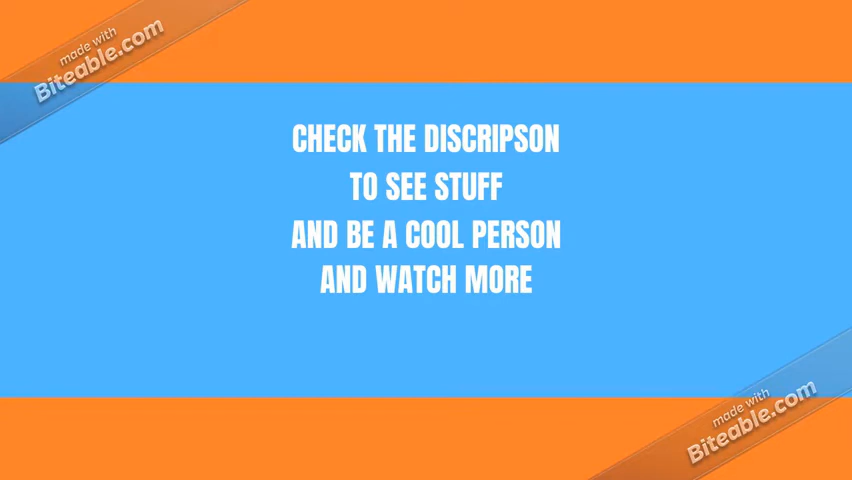 made with
Biteable.com
CHECK THE DISCRIPSON
TO SEE STUFF
AND BE A COOL PERSON
AND WATCH MORE
made with
Biteable.com